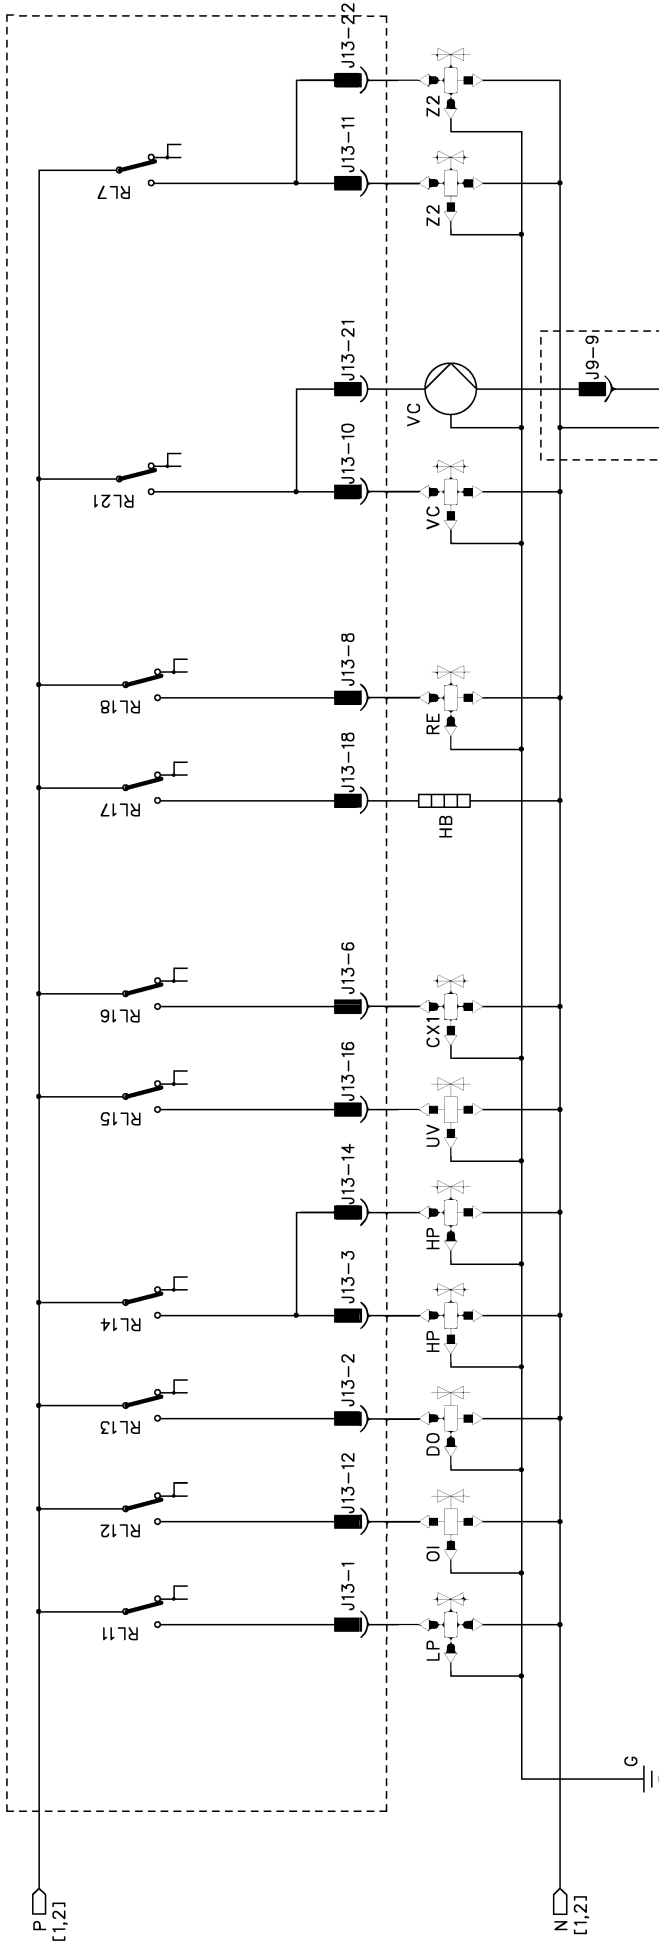 J13-22
Z2
J13-11
RL7
Z2
J13-21
J9-9
VC
J13-10
RL21
VC
J13-8
RL18
RE
J13-18
RL17
HB
J13-6
RL16
CX1
J13-16
RL15
UV
J13-14
HP
J13-3
RL14
HP
J13-2
RL13
DO
J13-12
RL12
OI
J13-1
RL11
LP
G
P
[1,2]
N
[1,2]